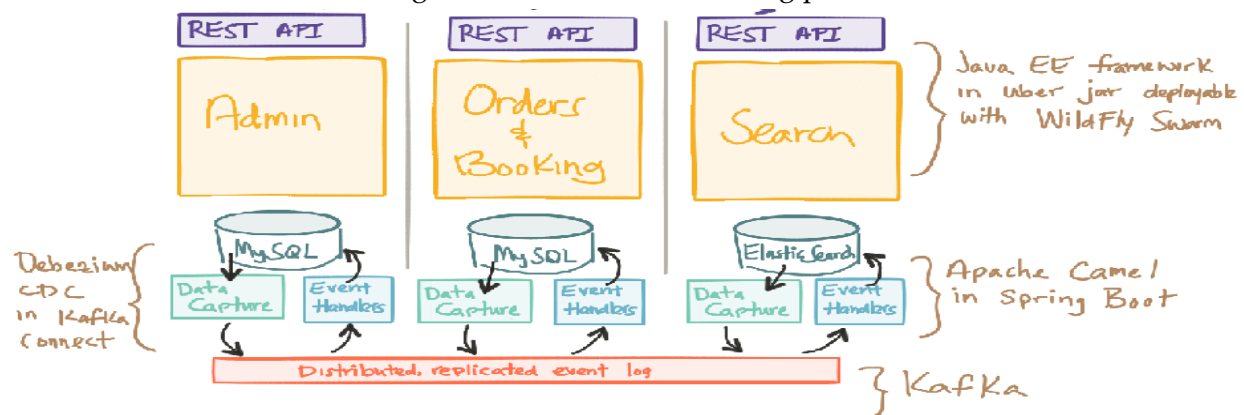 REST API
REST API
REST API
Admin
Orders
&
Booking
Search
Java EE framework
in uber jar deployable
with WildFly Swarm
MySQL
MySQL
Elastic Search
Debezium
CDC
in Kafka
Connect
Data
Capture
Event
Handlers
Data
Capture
Event
Handlers
Data
Capture
Event
Handlers
Apache Camel
in Spring Boot
Distributed, replicated event log
Kafka